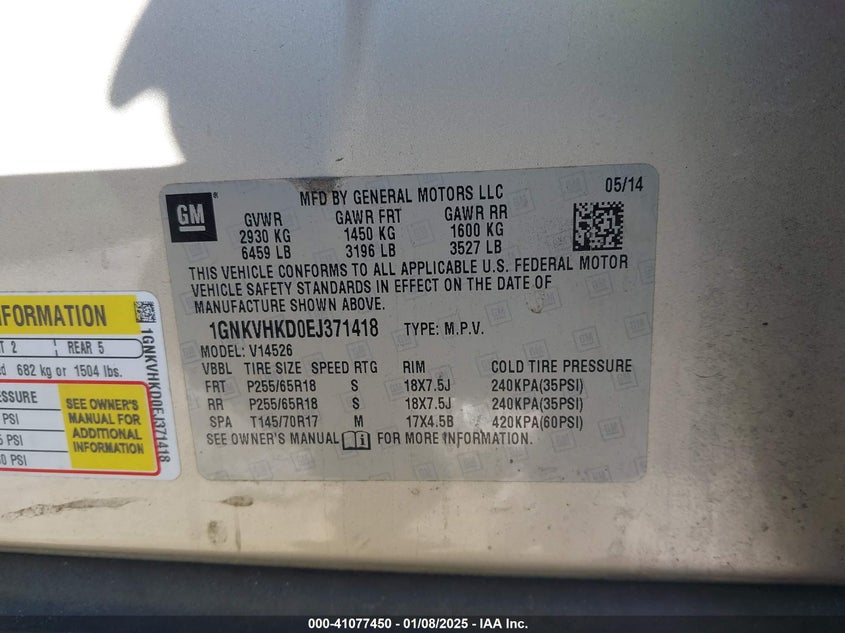 GM
MFD BY GENERAL MOTORS LLC 05/14
GVWR GAWR FRT GAWR RR
2930 KG 1450 KG 1600 KG
6459 LB 3196 LB 3527 LB
THIS VEHICLE CONFORMS TO ALL APPLICABLE U.S. FEDERAL MOTOR
VEHICLE SAFETY STANDARDS IN EFFECT ON THE DATE OF
MANUFACTURE SHOWN ABOVE.
1GNKVHKD0EJ371418 TYPE: M.P.V.
MODEL: V14526
VBBL TIRE SIZE SPEED RTG RIM COLD TIRE PRESSURE
FRT P255/65R18 S 18X7.5J 240KPA(35PSI)
RR P255/65R18 S 18X7.5J 240KPA(35PSI)
SPA T145/70R17 M 17X4.5B 420KPA(60PSI)
SEE OWNER'S MANUAL FOR MORE INFORMATION.
2 REAR 5
682 kg or 1504 lbs.
PSI
PSI
PSI
SEE OWNER'S
MANUAL FOR
ADDITIONAL
INFORMATION
1GNKVHKD0EJ371418
000-41077450 - 01/08/2025 - IAA Inc.